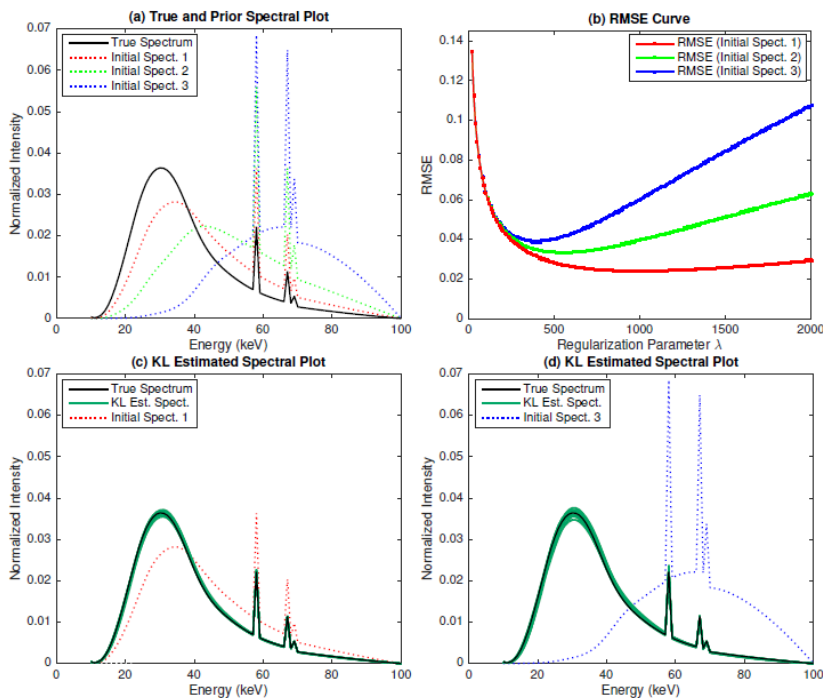 (a) True and Prior Spectral Plot
0.07
0.06
0.05
0.04
0.03
0.02
0.01
0
Normalized Intensity
True Spectrum
Initial Spect. 1
Initial Spect. 2
Initial Spect. 3
0 20 40 60 80 100
Energy (keV)
(b) RMSE Curve
0.14
0.12
0.1
0.08
0.06
0.04
0.02
0
RMSE
RMSE (Initial Spect. 1)
RMSE (Initial Spect. 2)
RMSE (Initial Spect. 3)
0 500 1000 1500 2000
Regularization Parameter λ
(c) KL Estimated Spectral Plot
0.07
0.06
0.05
0.04
0.03
0.02
0.01
0
Normalized Intensity
True Spectrum
KL Est. Spect.
Initial Spect. 1
0 20 40 60 80 100
Energy (keV)
(d) KL Estimated Spectral Plot
0.07
0.06
0.05
0.04
0.03
0.02
0.01
0
Normalized Intensity
True Spectrum
KL Est. Spect.
Initial Spect. 3
0 20 40 60 80 100
Energy (keV)